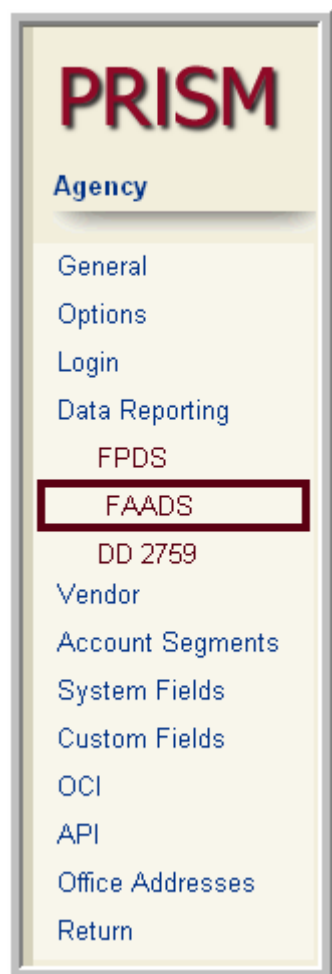 PRISM
Agency
General
Options
Login
Data Reporting
FPDS
FAADS
DD 2759
Vendor
Account Segments
System Fields
Custom Fields
OCI
API
Office Addresses
Return